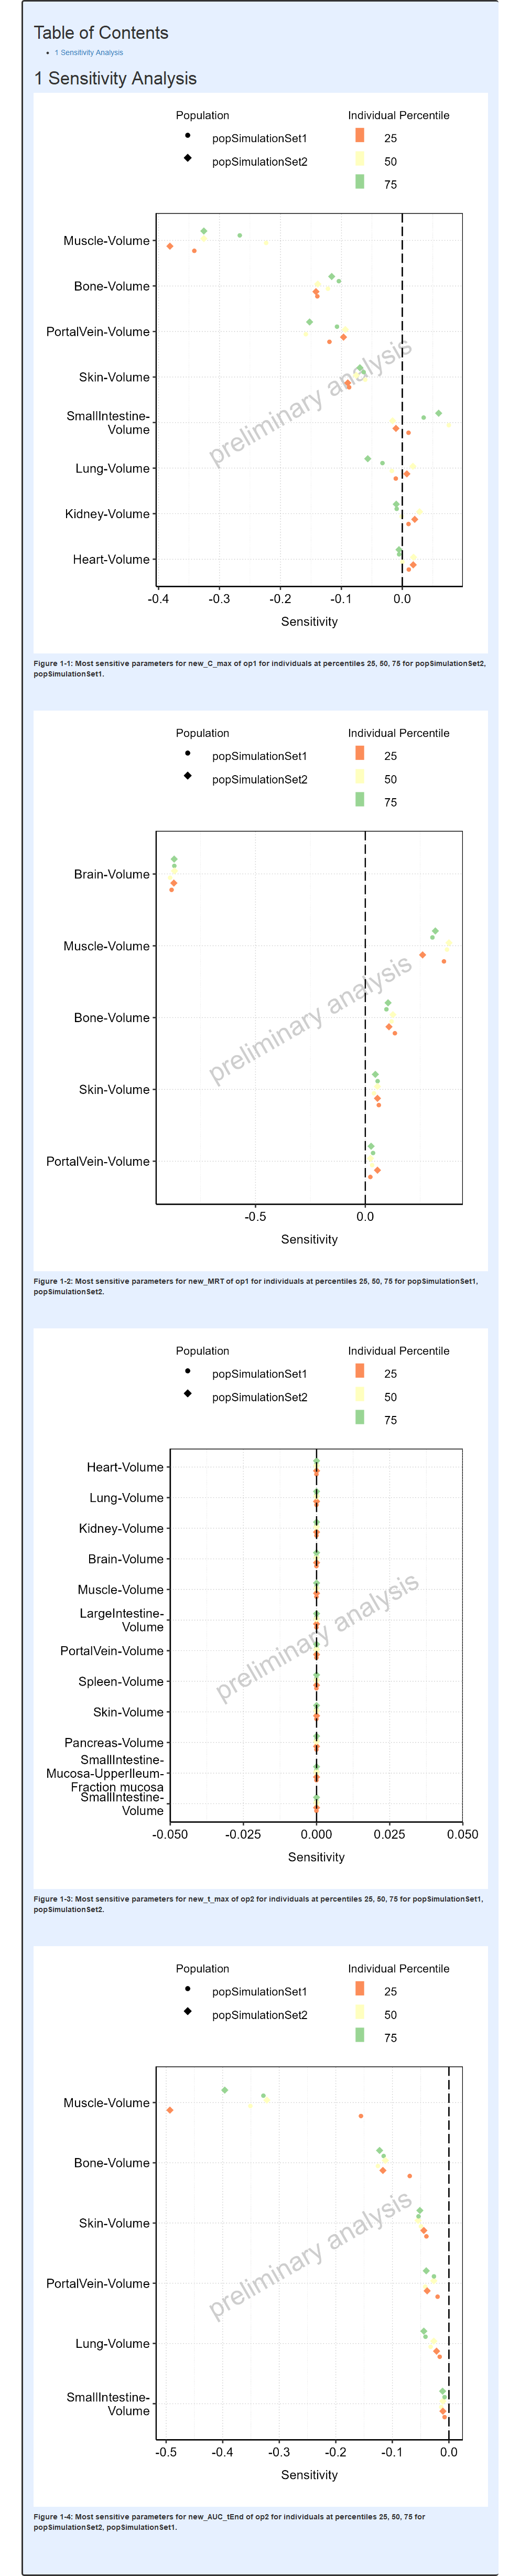 Table of Contents
1 Sensitivity Analysis
1 Sensitivity Analysis
Population
popSimulationSet1
popSimulationSet2
Individual Percentile
25
50
75
Muscle-Volume
Bone-Volume
PortalVein-Volume
Skin-Volume
SmallIntestine-
Volume
Lung-Volume
Kidney-Volume
Heart-Volume
preliminary analysis
-0.4
-0.3
-0.2
-0.1
0.0
Sensitivity
Figure 1-1: Most sensitive parameters for new_C_max of op1 for individuals at percentiles 25, 50, 75 for popSimulationSet2,
popSimulationSet1.
Population
popSimulationSet1
popSimulationSet2
Individual Percentile
25
50
75
Brain-Volume
Muscle-Volume
Bone-Volume
Skin-Volume
PortalVein-Volume
preliminary analysis
-0.5
0.0
Sensitivity
Figure 1-2: Most sensitive parameters for new_MRT of op1 for individuals at percentiles 25, 50, 75 for popSimulationSet1,
popSimulationSet2.
Population
popSimulationSet1
popSimulationSet2
Individual Percentile
25
50
75
Heart-Volume
Lung-Volume
Kidney-Volume
Brain-Volume
Muscle-Volume
LargeIntestine-
Volume
PortalVein-Volume
Spleen-Volume
Skin-Volume
Pancreas-Volume
SmallIntestine-
Mucosa-UpperIleum-
Fraction mucosa
SmallIntestine-
Volume
preliminary analysis
-0.050
-0.025
0.000
0.025
0.050
Sensitivity
Figure 1-3: Most sensitive parameters for new_t_max of op2 for individuals at percentiles 25, 50, 75 for popSimulationSet1,
popSimulationSet2.
Population
popSimulationSet1
popSimulationSet2
Individual Percentile
25
50
75
Muscle-Volume
Bone-Volume
Skin-Volume
PortalVein-Volume
Lung-Volume
SmallIntestine-
Volume
preliminary analysis
-0.5
-0.4
-0.3
-0.2
-0.1
0.0
Sensitivity
Figure 1-4: Most sensitive parameters for new_AUC_tEnd of op2 for individuals at percentiles 25, 50, 75 for
popSimulationSet2, popSimulationSet1.